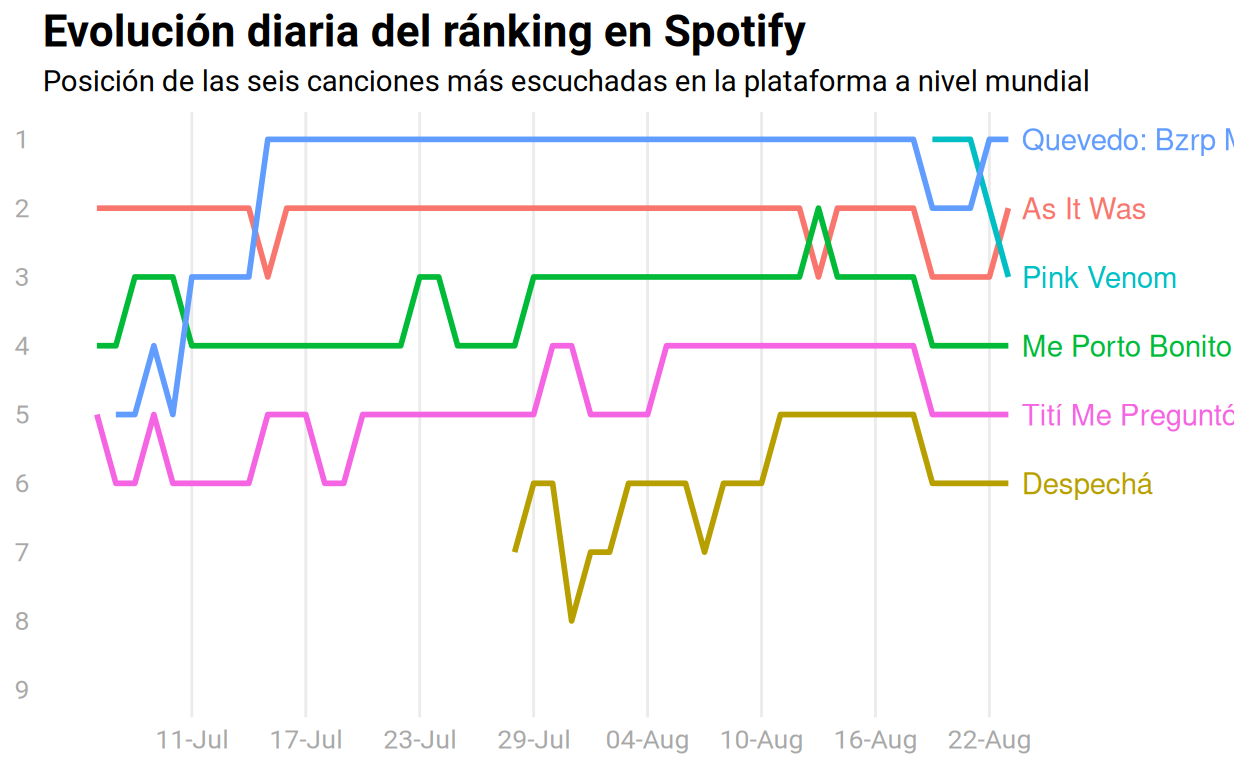 Evolución diaria del ránking en Spotify
Posición de las seis canciones más escuchadas en la plataforma a nivel mundial
1
Quevedo: Bzrp
2
As It Was
3
Pink Venom
4
Me Porto Bonito
5
Tití Me Preguntó
6
Despechá
7
8
9
11-Jul 17-Jul 23-Jul 29-Jul 04-Aug 10-Aug 16-Aug 22-Aug